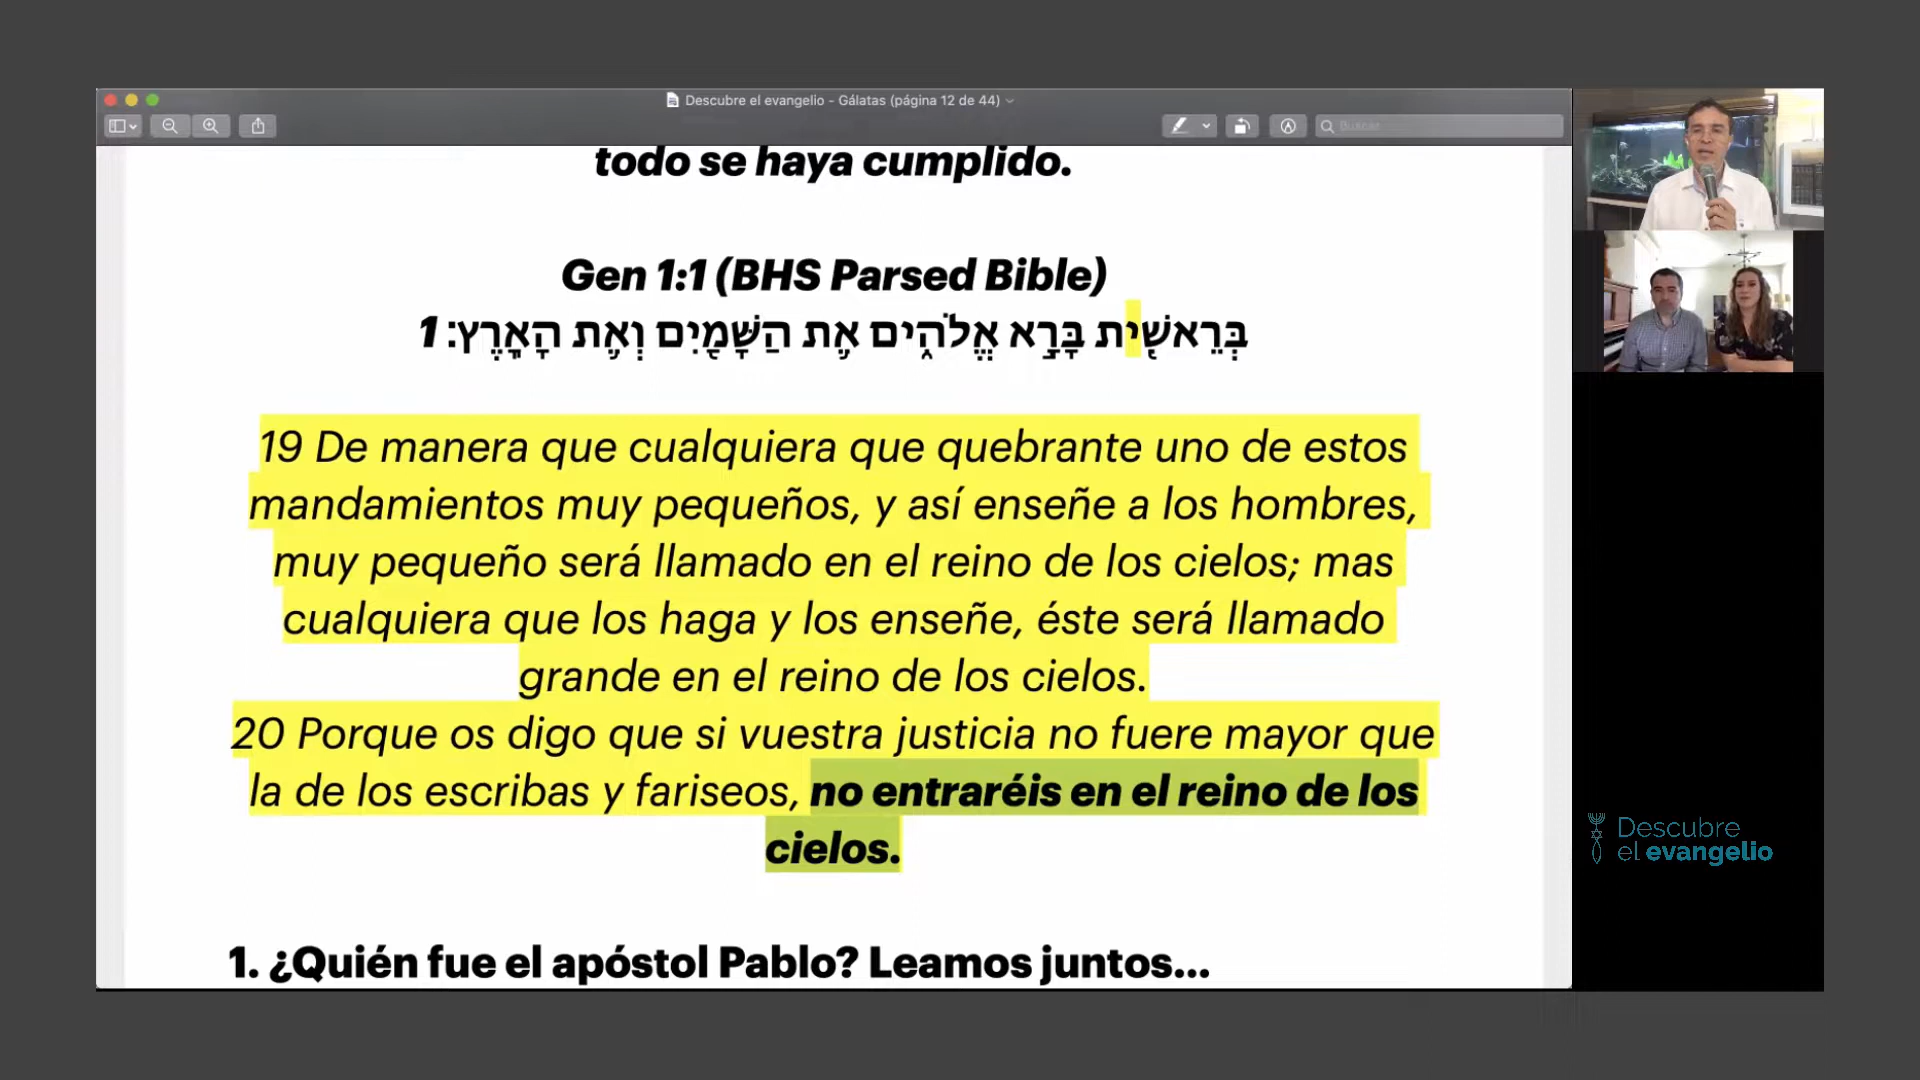 Descubre el evangelio - Gálatas (página 12 de 44)
Buscar
todo se haya cumplido.
Gen 1:1 (BHS Parsed Bible)
1 בְּרֵאשִׁ֖ית בָּרָ֣א אֱלֹהִ֑ים אֵ֥ת הַשָּׁמַ֖יִם וְאֵ֥ת הָאָֽרֶץ׃
19 De manera que cualquiera que quebrante uno de estos
mandamientos muy pequeños, y así enseñe a los hombres,
muy pequeño será llamado en el reino de los cielos; mas
cualquiera que los haga y los enseñe, éste será llamado
grande en el reino de los cielos.
20 Porque os digo que si vuestra justicia no fuere mayor que
la de los escribas y fariseos, no entraréis en el reino de los
cielos.
1. ¿Quién fue el apóstol Pablo? Leamos juntos...
Descubre
el evangelio